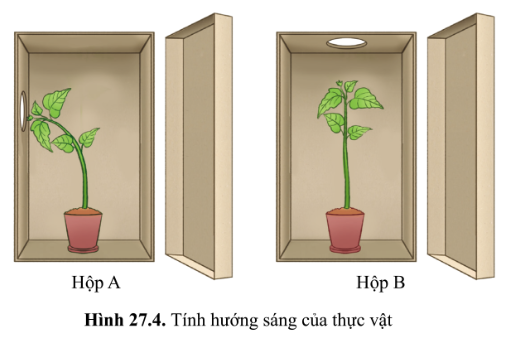 Hộp A
Hộp B
Hình 27.4. Tính hướng sáng của thực vật